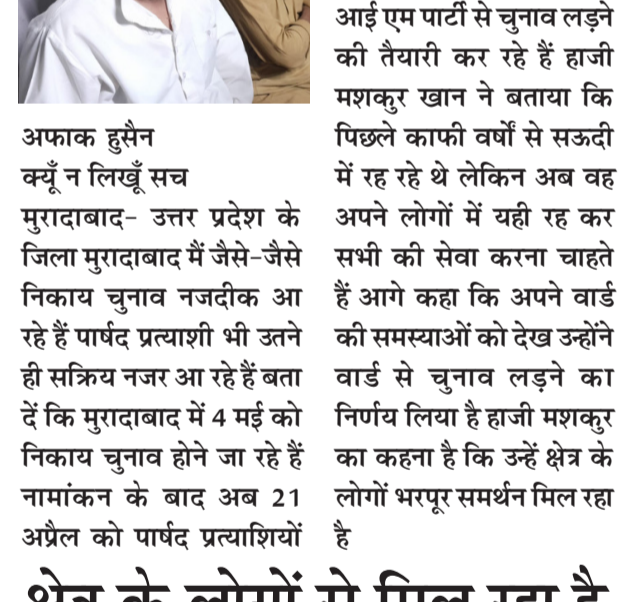 अफाक हुसैन
क्यूँ न लिखूँ सच
मुरादाबाद- उत्तर प्रदेश के
जिला मुरादाबाद मैं जैसे-जैसे
निकाय चुनाव नजदीक आ
रहे हैं पार्षद प्रत्याशी भी उतने
ही सक्रिय नजर आ रहे हैं बता
दें कि मुरादाबाद में 4 मई को
निकाय चुनाव होने जा रहे हैं
नामांकन के बाद अब 21
अप्रैल को पार्षद प्रत्याशियों
आई एम पार्टी से चुनाव लड़ने
की तैयारी कर रहे हैं हाजी
मशकुर खान ने बताया कि
पिछले काफी वर्षों से सऊदी
में रह रहे थे लेकिन अब वह
अपने लोगों में यही रह कर
सभी की सेवा करना चाहते
हैं आगे कहा कि अपने वार्ड
की समस्याओं को देख उन्होंने
वार्ड से चुनाव लड़ने का
निर्णय लिया है हाजी मशकुर
का कहना है कि उन्हें क्षेत्र के
लोगों भरपूर समर्थन मिल रहा
है
क्षेत्र के लोगों से मिल रहा है